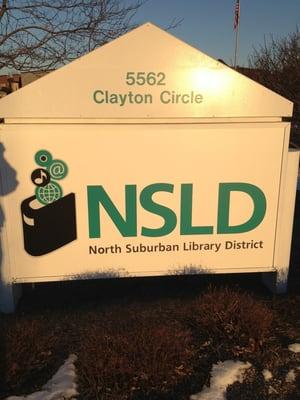 5562
Clayton Circle
@
NSLD
North Suburban Library District